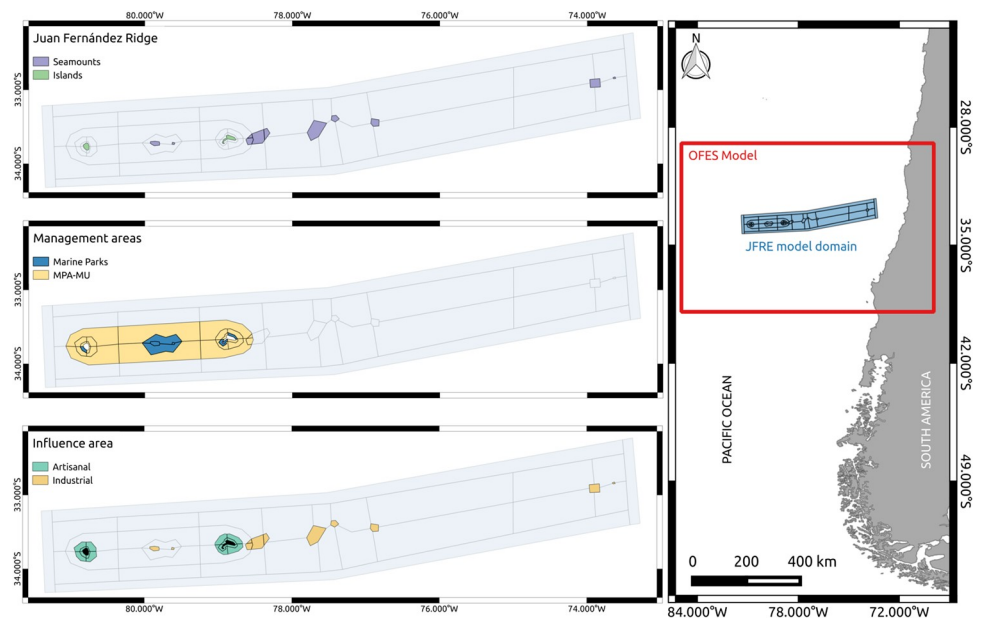 80.000°W 78.000°W 76.000°W 74.000°W
Juan Fernández Ridge
Seamounts
Islands
33.000°S
34.000°S
Management areas
Marine Parks
MPA-MU
33.000°S
34.000°S
Influence area
Artisanal
Industrial
33.000°S
34.000°S
80.000°W 78.000°W 76.000°W 74.000°W
N
OFES Model
JFRE model domain
PACIFIC OCEAN
SOUTH AMERICA
28.000°S
35.000°S
42.000°S
49.000°S
0 200 400 km
84.000°W 78.000°W 72.000°W